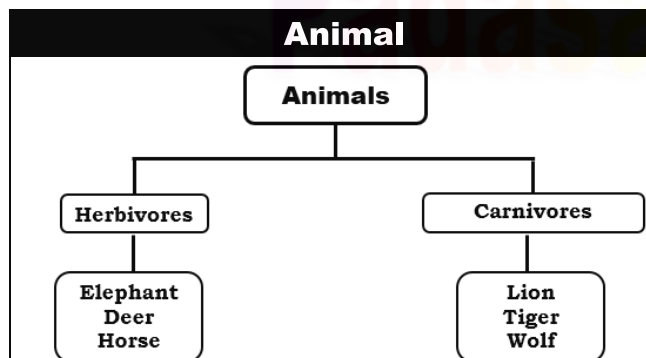 Animal
Animals
Herbivores
Carnivores
Elephant
Deer
Horse
Lion
Tiger
Wolf